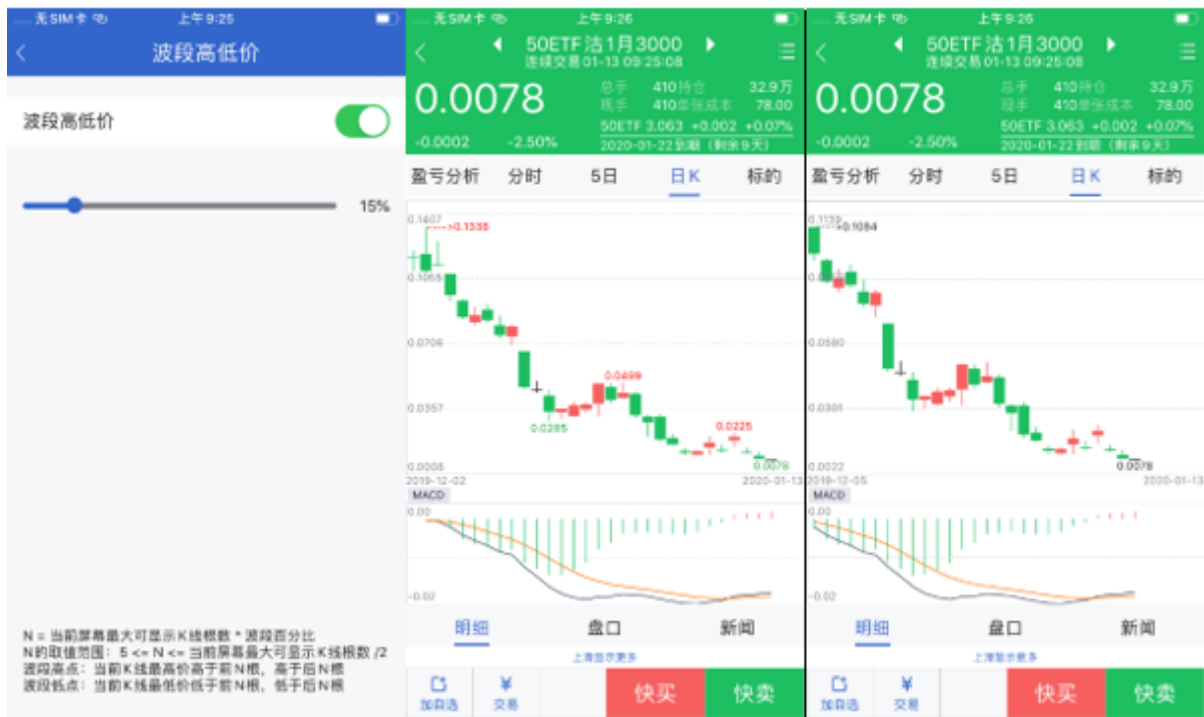 无SIM卡
上午9:25
波段高低价
波段高低价
15%
N = 当前屏幕最大可显示K线根数 * 波段百分比
N的取值范围：5 <= N <= 当前屏幕最大可显示K线根数 /2
波段高点：当前K线最高价高于前N根，高于后N根
波段低点：当前K线最低价低于前N根，低于后N根
无SIM卡
上午9:26
50ETF沽1月3000
连续交易 01-13 09:25:08
0.0078
总手 410 持仓 32.9万
现手 410 单张成本 78.00
50ETF 3.063 +0.002 +0.07%
-0.0002 -2.50%
2020-01-22到期（剩余9天）
盈亏分析 分时 5日 日K 标的
0.1407
0.1336
0.1055
0.0706
0.0499
0.0357
0.0285
0.0225
0.0078
0.0008
2019-12-02 2020-01-13
MACD
0.00
-0.02
明细 盘口 新闻
上滑显示更多
加自选
¥
交易
快买
快卖
无SIM卡
上午9:26
50ETF沽1月3000
连续交易 01-13 09:25:08
0.0078
总手 410 持仓 32.9万
现手 410 单张成本 78.00
50ETF 3.063 +0.002 +0.07%
-0.0002 -2.50%
2020-01-22到期（剩余9天）
盈亏分析 分时 5日 日K 标的
0.1139
0.1084
0.0580
0.0301
0.0078
0.0022
2019-12-05 2020-01-13
MACD
0.00
-0.02
明细 盘口 新闻
上滑显示更多
加自选
¥
交易
快买
快卖